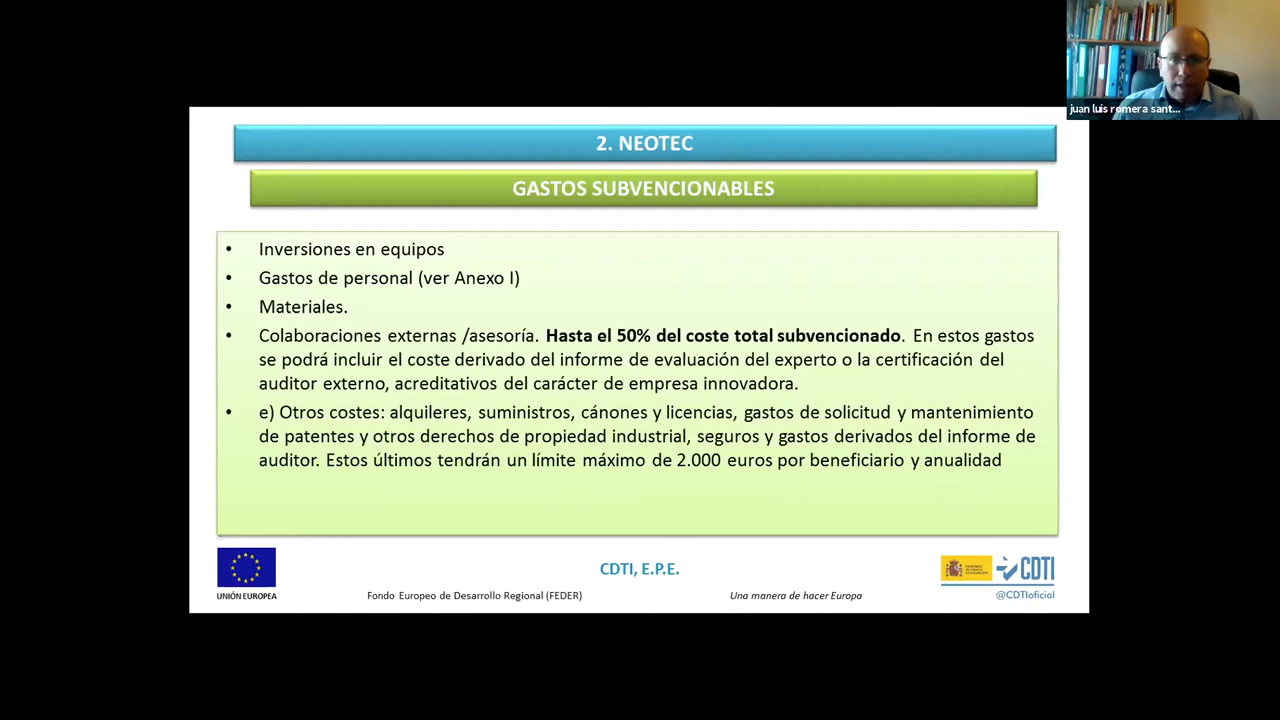 juan luis romera sant...
2. NEOTEC
GASTOS SUBVENCIONABLES
• Inversiones en equipos
• Gastos de personal (ver Anexo I)
• Materiales.
• Colaboraciones externas /asesoría. Hasta el 50% del coste total subvencionado. En estos gastos
se podrá incluir el coste derivado del informe de evaluación del experto o la certificación del
auditor externo, acreditativos del carácter de empresa innovadora.
• e) Otros costes: alquileres, suministros, cánones y licencias, gastos de solicitud y mantenimiento
de patentes y otros derechos de propiedad industrial, seguros y gastos derivados del informe de
auditor. Estos últimos tendrán un límite máximo de 2.000 euros por beneficiario y anualidad
CDTI, E.P.E.
CDTI
UNIÓN EUROPEA
Fondo Europeo de Desarrollo Regional (FEDER)
Una manera de hacer Europa
@CDTIoficial